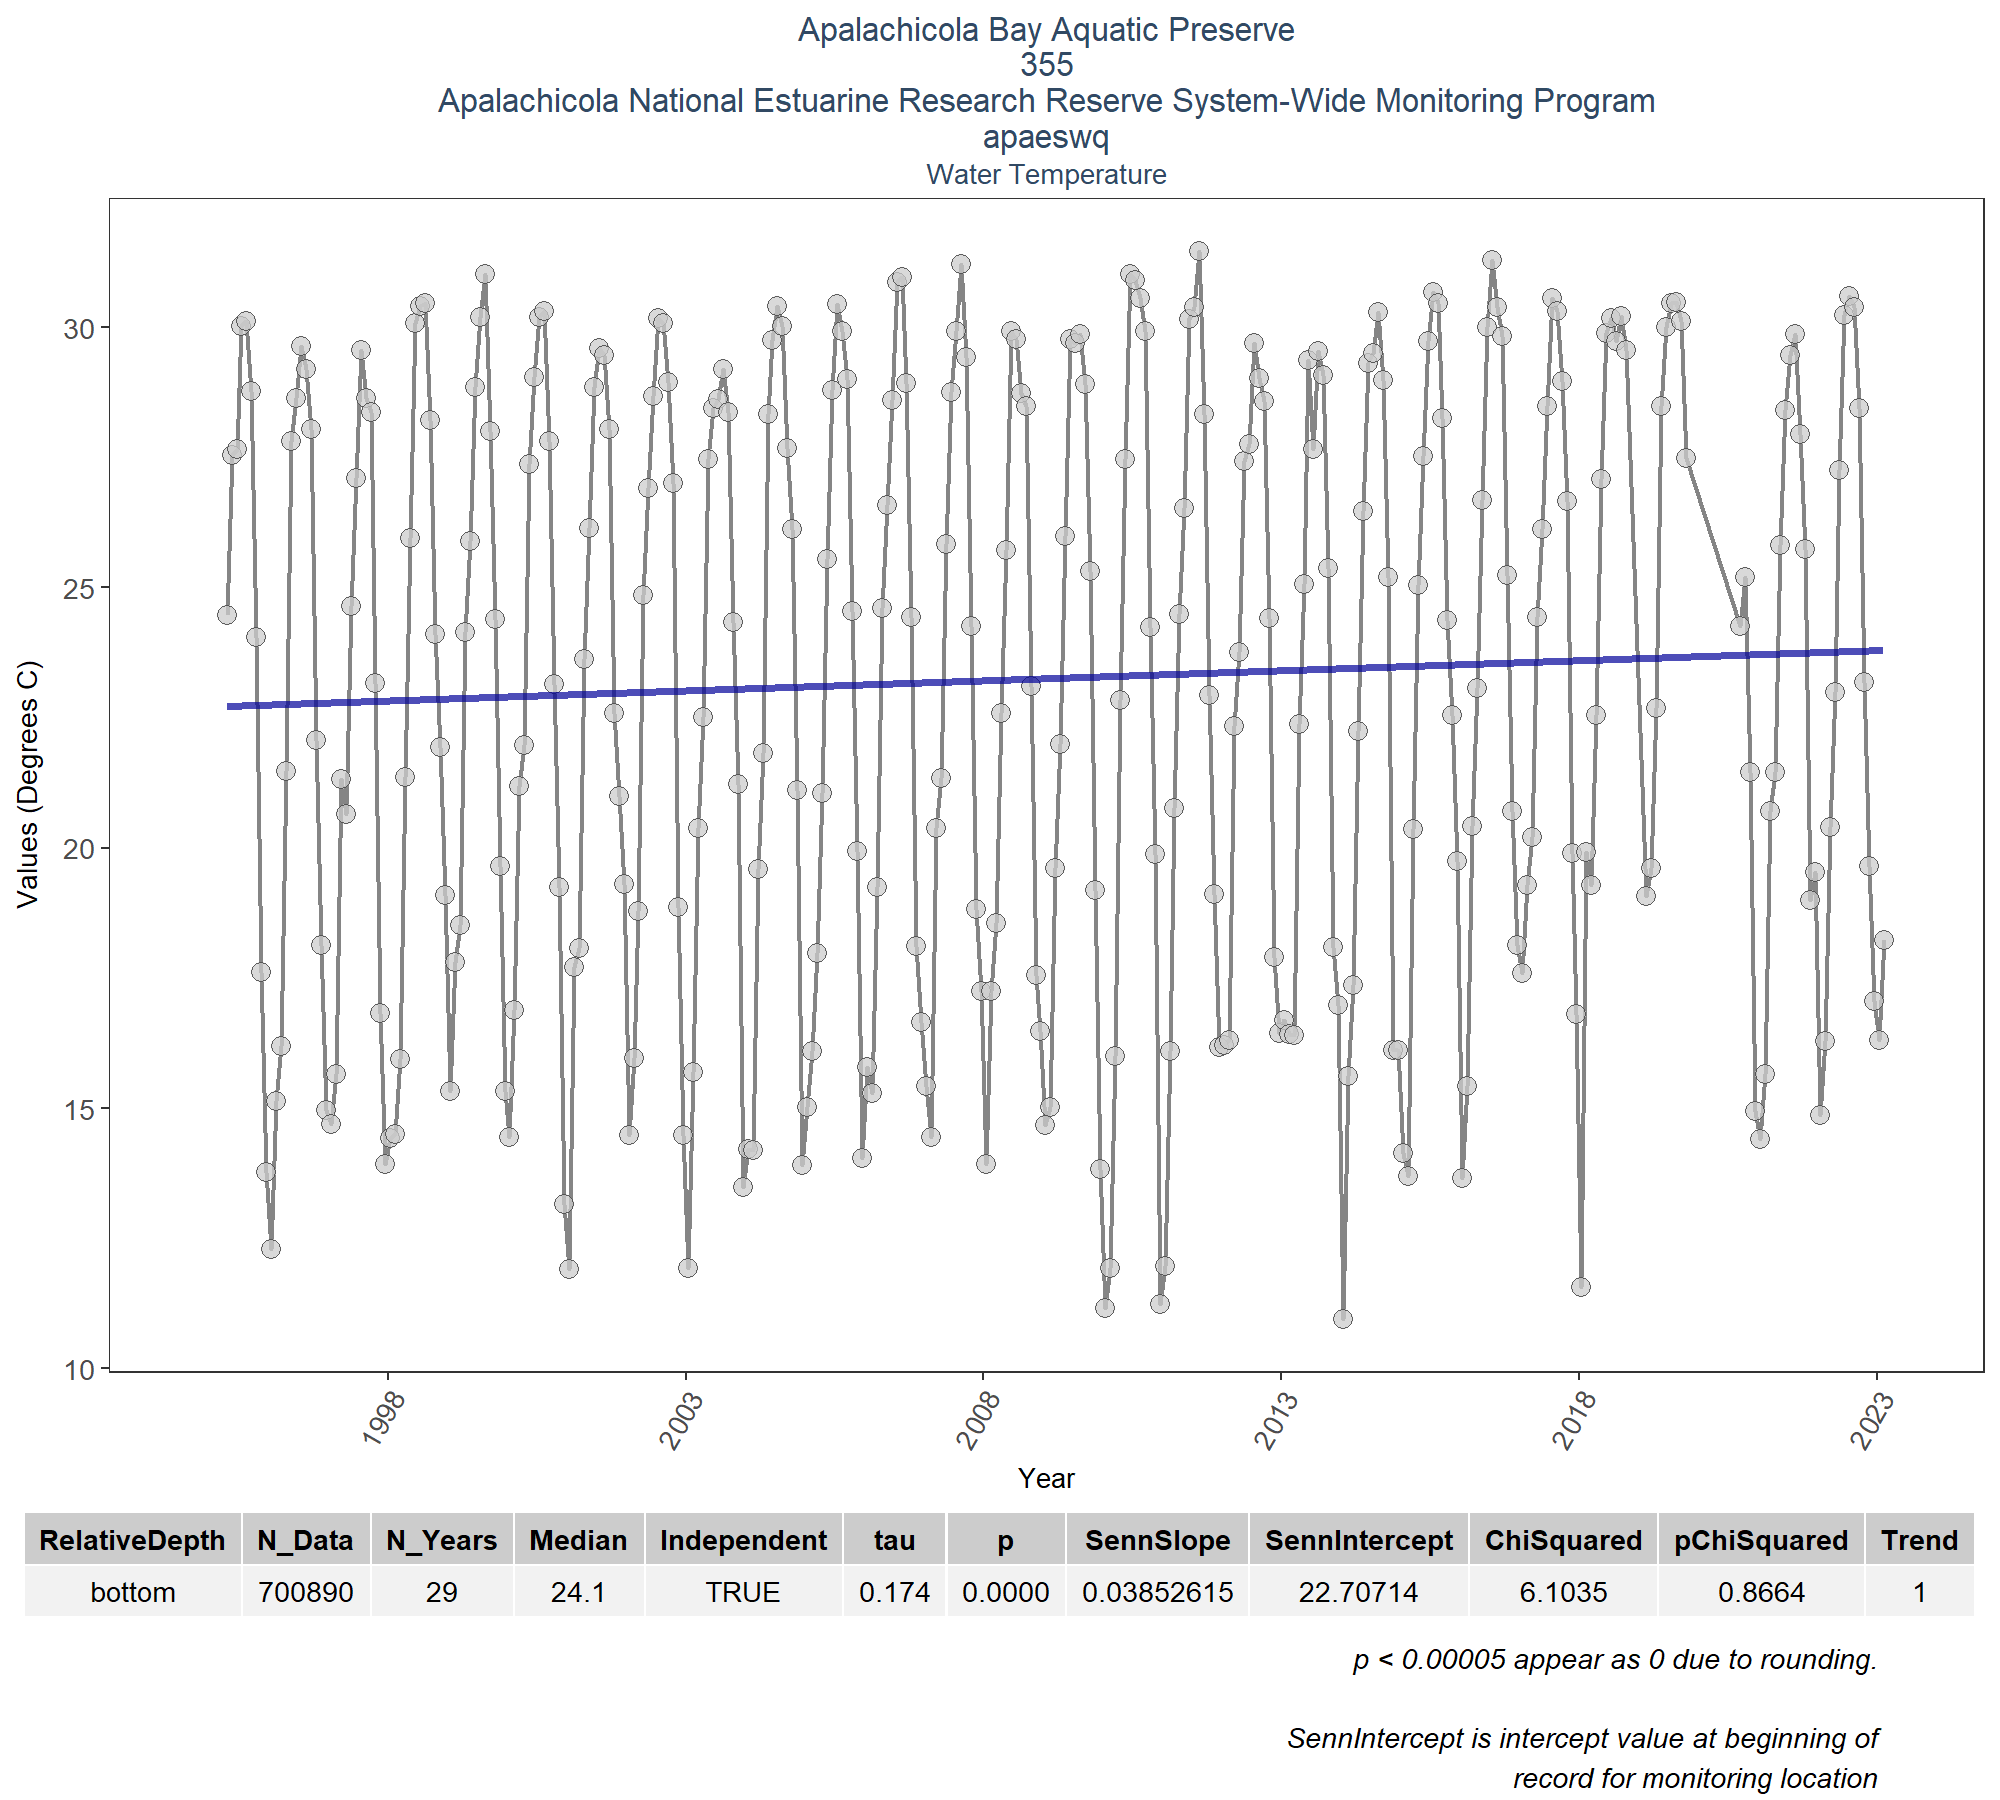 Apalachicola Bay Aquatic Preserve
355
Apalachicola National Estuarine Research Reserve System-Wide Monitoring Program
apaeswq
Water Temperature
Values (Degrees C)
30
25
20
15
10
1998 2003 2008 2013 2018 2023
Year
RelativeDepth N_Data N_Years Median Independent tau p SennSlope SennIntercept ChiSquared pChiSquared Trend
bottom 700890 29 24.1 TRUE 0.174 0.0000 0.03852615 22.70714 6.1035 0.8664 1
p < 0.00005 appear as 0 due to rounding.
SennIntercept is intercept value at beginning of
record for monitoring location